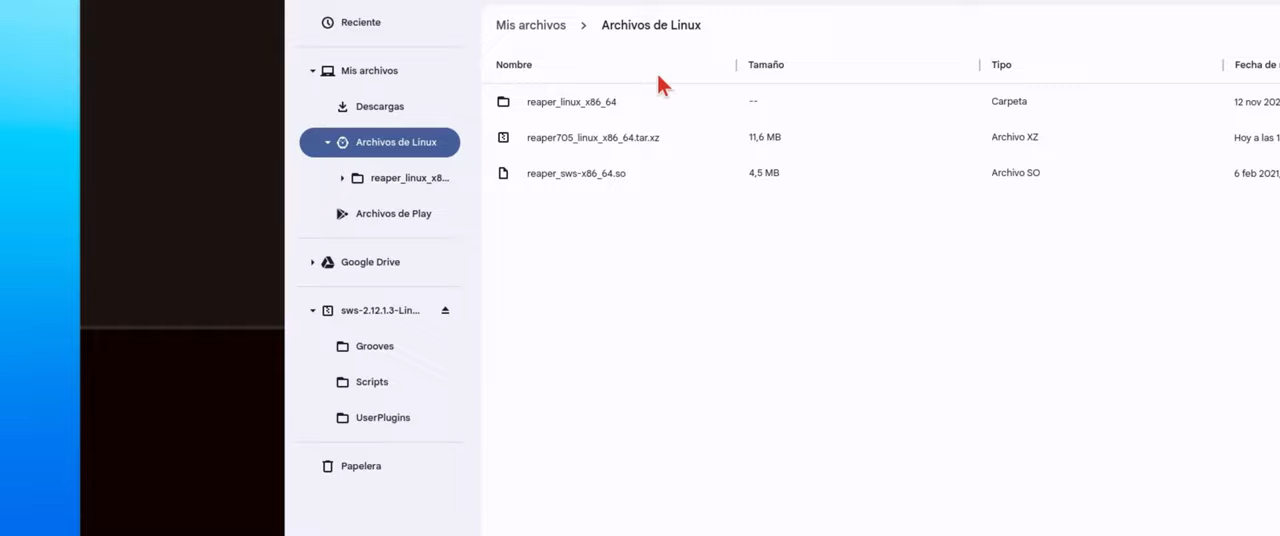 Reciente
Mis archivos
Descargas
Archivos de Linux
reaper_linux_x8...
Archivos de Play
Google Drive
sws-2.12.1.3-Lin...
Grooves
Scripts
UserPlugins
Papelera
Mis archivos > Archivos de Linux
Nombre Tamaño Tipo Fecha de
reaper_linux_x86_64 -- Carpeta 12 nov 202
reaper705_linux_x86_64.tar.xz 11,6 MB Archivo XZ Hoy a las 1
reaper_sws-x86_64.so 4,5 MB Archivo SO 6 feb 2021,